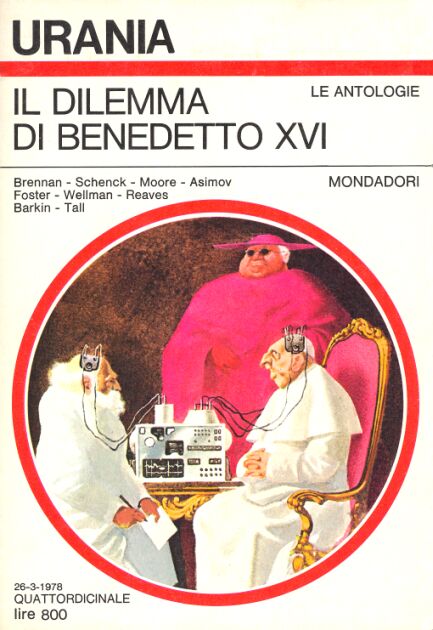 URANIA
IL DILEMMA
DI BENEDETTO XVI
LE ANTOLOGIE
Brennan - Schenck - Moore - Asimov
Foster - Wellman - Reaves
Barkin - Tall
MONDADORI
26-3-1978
QUATTORDICINALE
lire 800